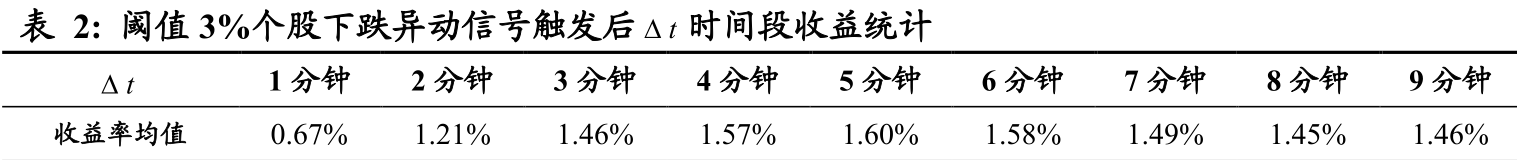 表 2: 阈值 3%个股下跌异动信号触发后 Δ t 时间段收益统计
Δ t 1 分钟 2 分钟 3 分钟 4 分钟 5 分钟 6 分钟 7 分钟 8 分钟 9 分钟
收益率均值 0.67% 1.21% 1.46% 1.57% 1.60% 1.58% 1.49% 1.45% 1.46%